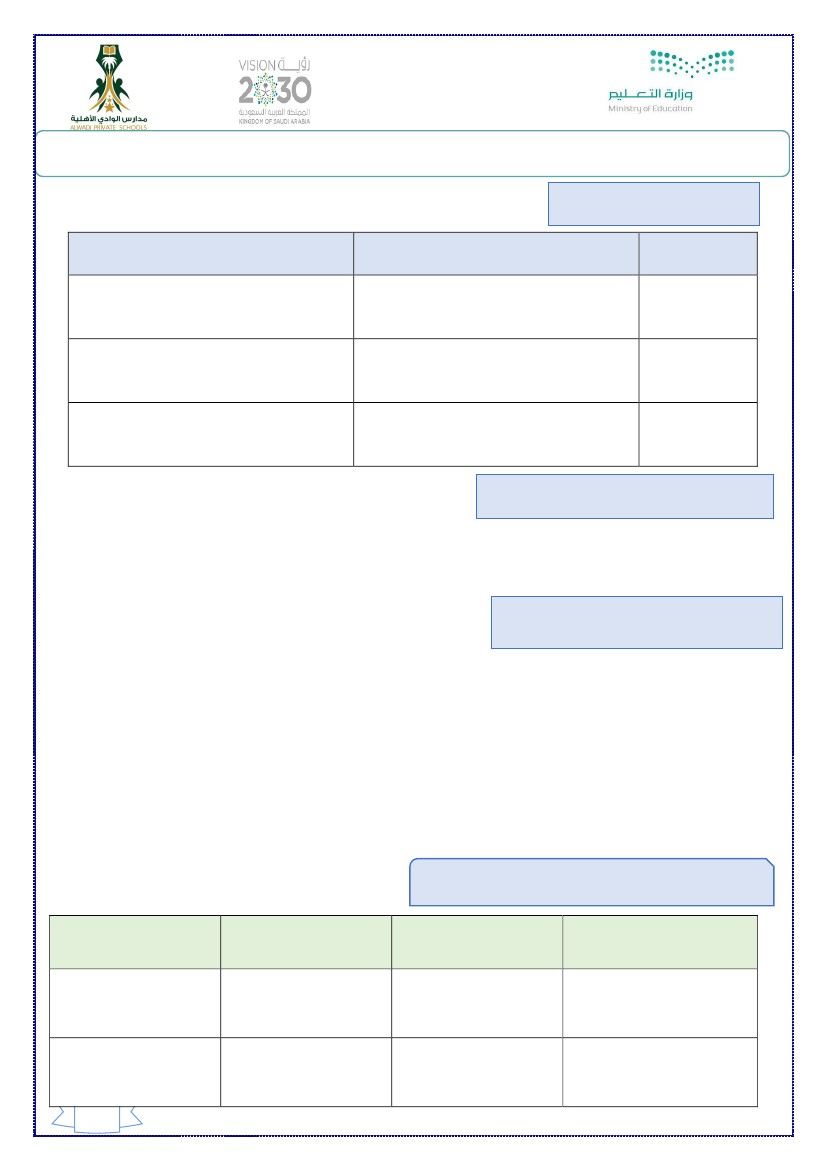 وزارة التعليم
Ministry of Education
VISION رؤية
2030
المملكة العربية السعودية
KINGDOM OF SAUDI ARABIA
مدارس الوادي الأهلية
ALWADI PRIVATE SCHOOLS